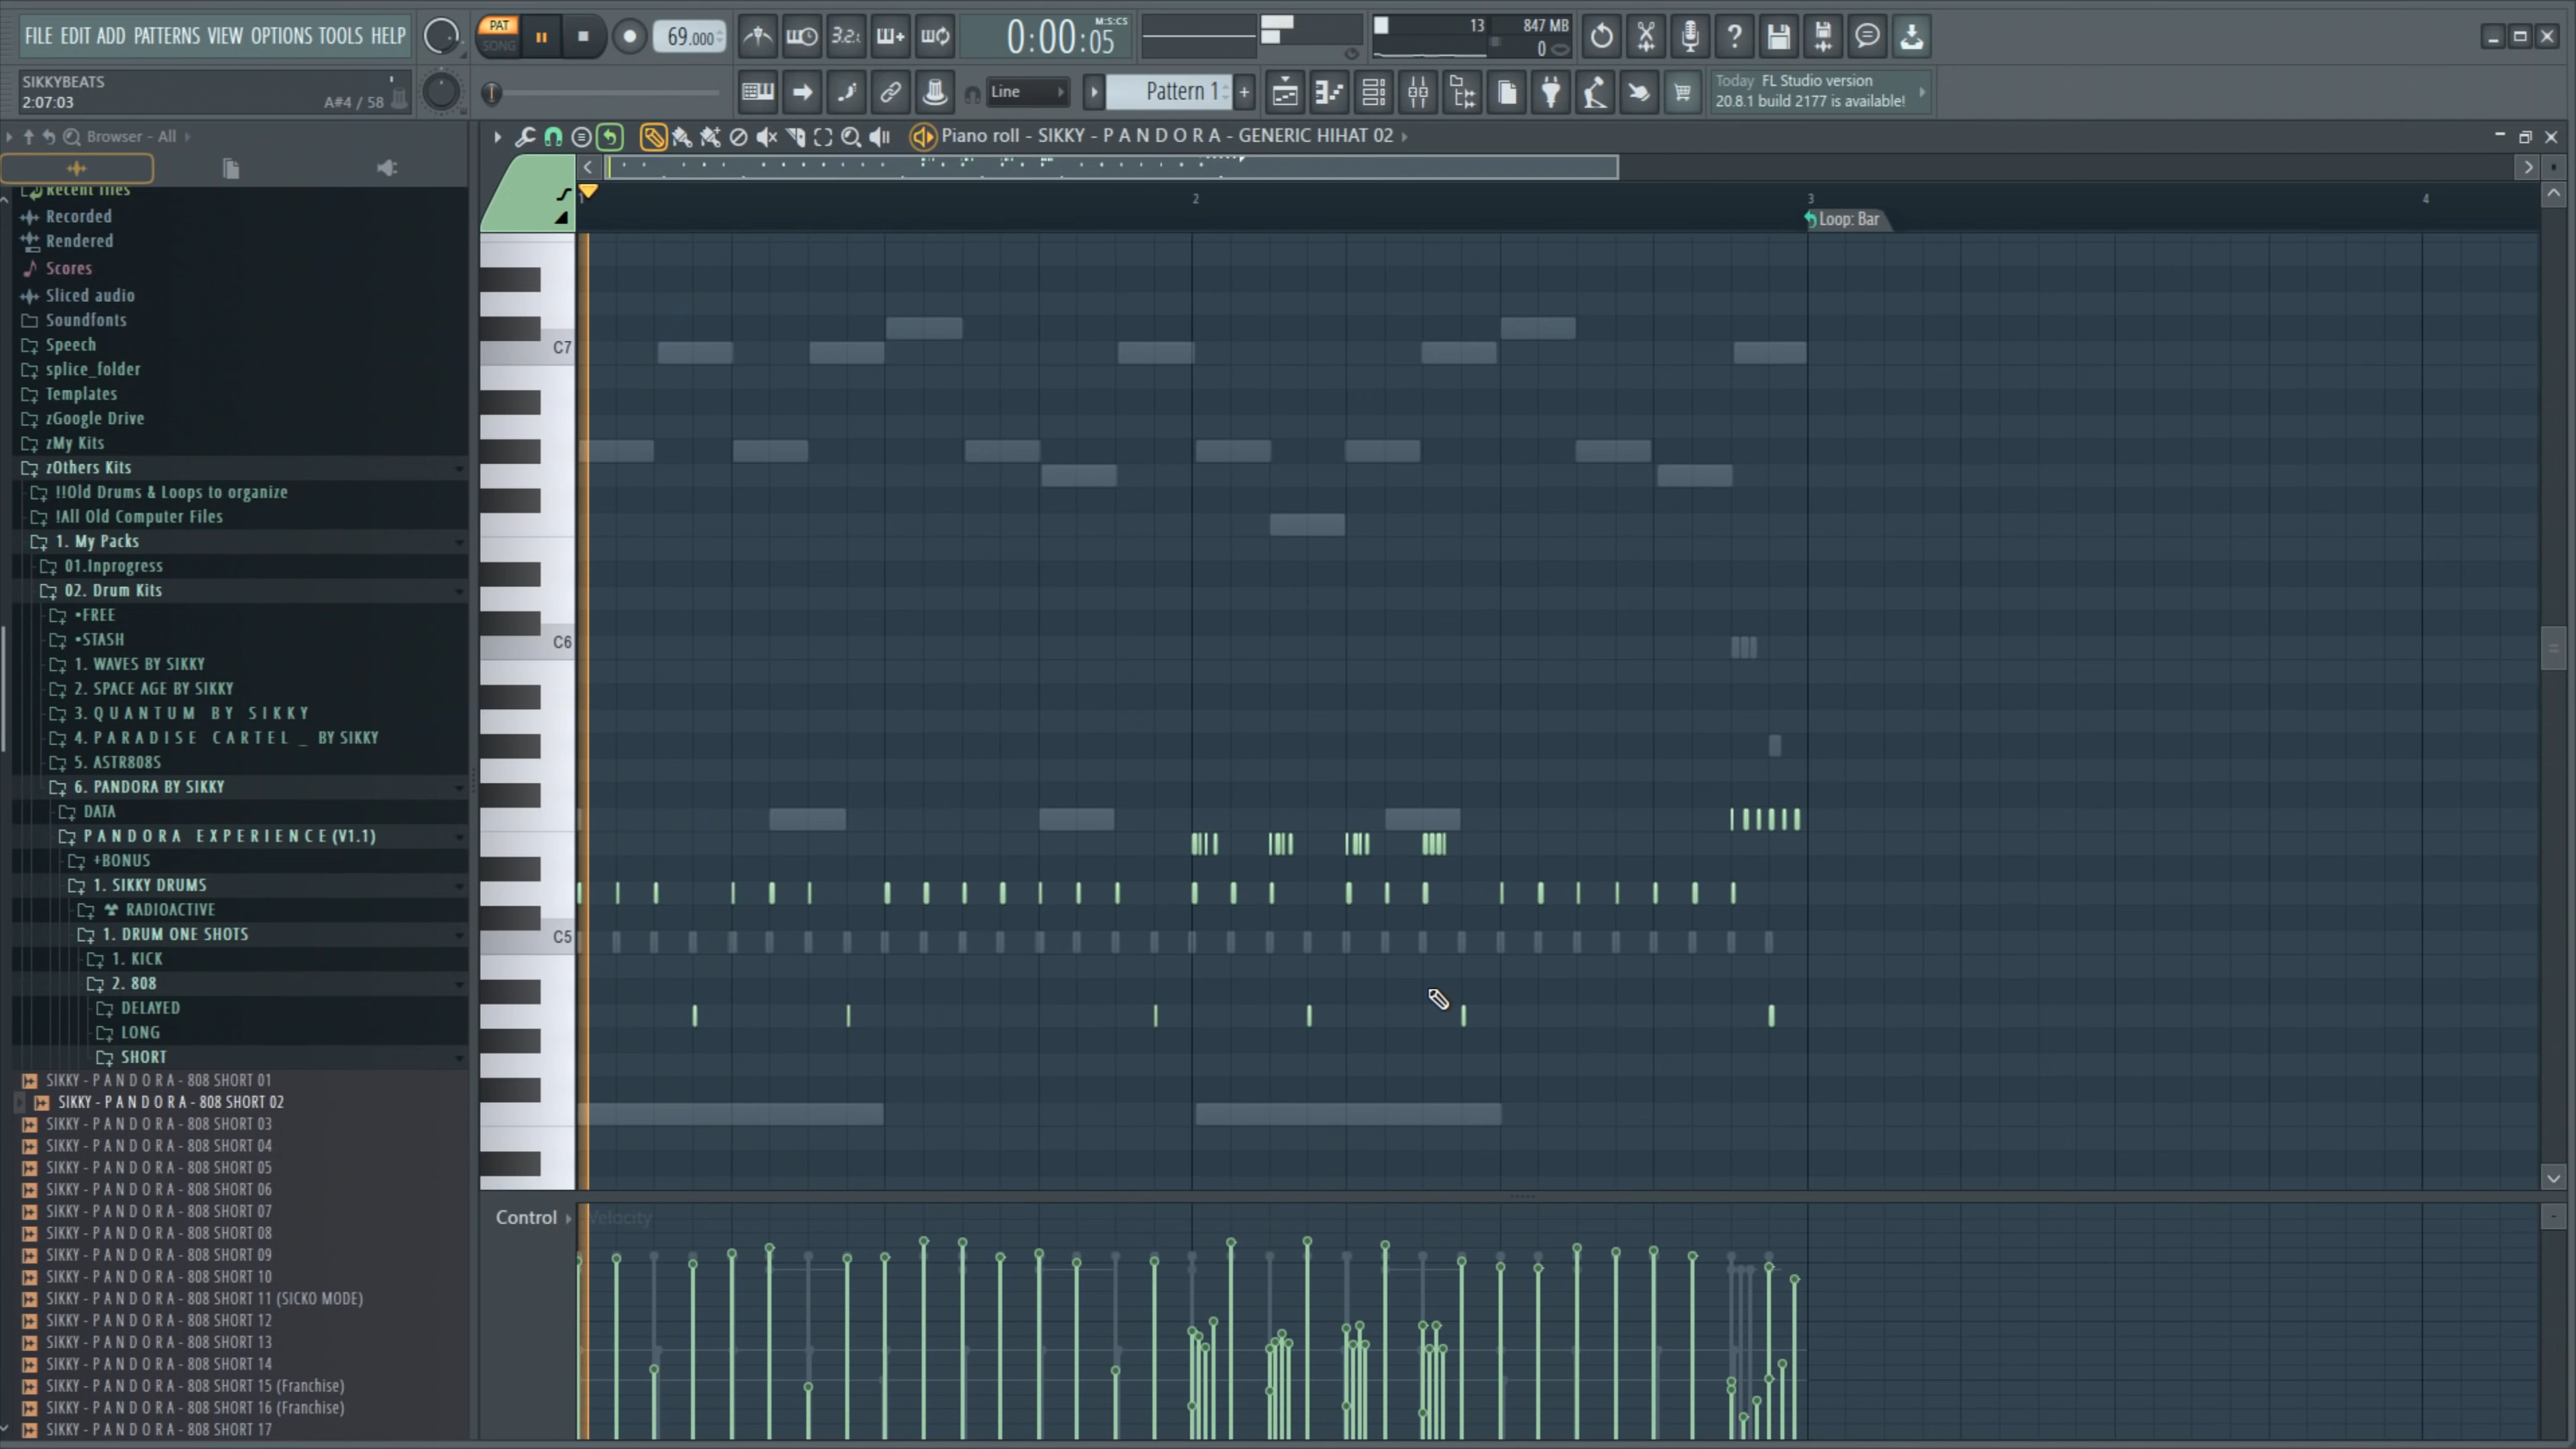 FILE EDIT ADD PATTERNS VIEW OPTIONS TOOLS HELP
PAT
SONG
69.000
3.2.
0:00:05
M:S:CS
13
847 MB
0
SIKKYBEATS
2:07:03
A#4 / 58
Line
Pattern 1
Today FL Studio version
20.8.1 build 2177 is available!
Browser - All
Piano roll - SIKKY - P A N D O R A - GENERIC HIHAT 02
1
2
3
4
Loop: Bar
Recent files
Recorded
Rendered
Scores
Sliced audio
Soundfonts
Speech
splice_folder
Templates
zGoogle Drive
zMy Kits
zOthers Kits
!!Old Drums & Loops to organize
!All Old Computer Files
1. My Packs
01.Inprogress
02. Drum Kits
•FREE
•STASH
1. WAVES BY SIKKY
2. SPACE AGE BY SIKKY
3. Q U A N T U M   B Y   S I K K Y
4. P A R A D I S E   C A R T E L _ BY SIKKY
5. ASTR808S
6. PANDORA BY SIKKY
DATA
P A N D O R A   E X P E R I E N C E (V1.1)
+BONUS
1. SIKKY DRUMS
☢ RADIOACTIVE
1. DRUM ONE SHOTS
1. KICK
2. 808
DELAYED
LONG
SHORT
SIKKY - P A N D O R A - 808 SHORT 01
SIKKY - P A N D O R A - 808 SHORT 02
SIKKY - P A N D O R A - 808 SHORT 03
SIKKY - P A N D O R A - 808 SHORT 04
SIKKY - P A N D O R A - 808 SHORT 05
SIKKY - P A N D O R A - 808 SHORT 06
SIKKY - P A N D O R A - 808 SHORT 07
SIKKY - P A N D O R A - 808 SHORT 08
SIKKY - P A N D O R A - 808 SHORT 09
SIKKY - P A N D O R A - 808 SHORT 10
SIKKY - P A N D O R A - 808 SHORT 11 (SICKO MODE)
SIKKY - P A N D O R A - 808 SHORT 12
SIKKY - P A N D O R A - 808 SHORT 13
SIKKY - P A N D O R A - 808 SHORT 14
SIKKY - P A N D O R A - 808 SHORT 15 (Franchise)
SIKKY - P A N D O R A - 808 SHORT 16 (Franchise)
SIKKY - P A N D O R A - 808 SHORT 17
C7
C6
C5
Control
Velocity